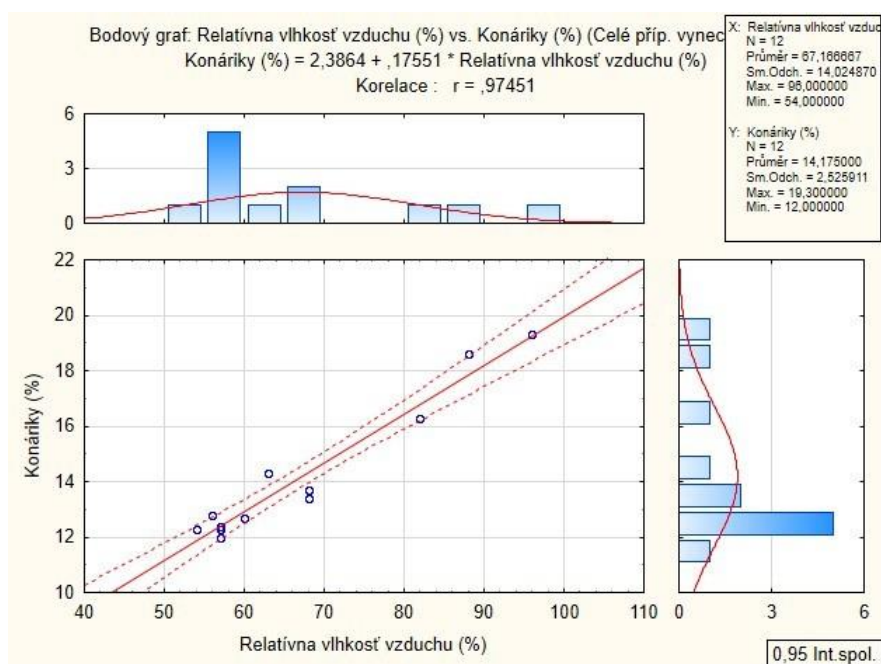 Bodový graf: Relatívna vlhkosť vzduchu (%) vs. Konáriky (%) (Celé příp. vynec
Konáriky (%) = 2,3864 + ,17551 * Relatívna vlhkosť vzduchu (%)
Korelace : r = ,97451
X: Relatívna vlhkosť vzduc
N = 12
Průměr = 67,166667
Sm.Odch. = 14,024870
Max. = 96,000000
Min. = 54,000000
Y: Konáriky (%)
N = 12
Průměr = 14,175000
Sm.Odch. = 2,525911
Max. = 19,300000
Min. = 12,000000
6
3
0
22
20
18
16
14
12
10
Konáriky (%)
40 50 60 70 80 90 100 110
Relatívna vlhkosť vzduchu (%)
0 3 6
0,95 Int.spol.